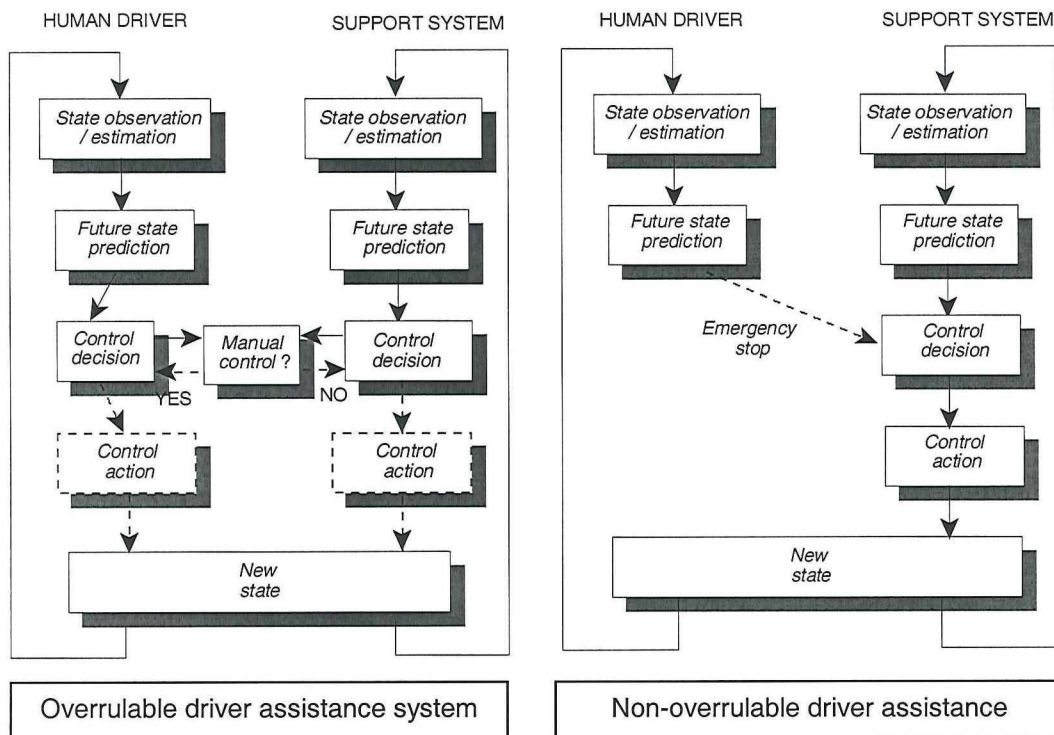 HUMAN DRIVER
SUPPORT SYSTEM
State observation
/ estimation
State observation
/ estimation
Future state
prediction
Future state
prediction
Control
decision
Manual
control ?
Control
decision
YES
NO
Control
action
Control
action
New
state
Overrulable driver assistance system
HUMAN DRIVER
SUPPORT SYSTEM
State observation
/ estimation
State observation
/ estimation
Future state
prediction
Future state
prediction
Emergency
stop
Control
decision
Control
action
New
state
Non-overrulable driver assistance